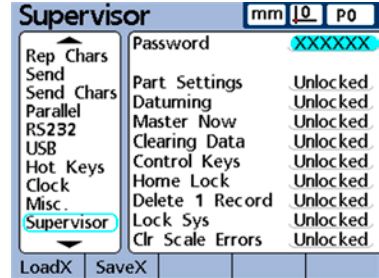 Supervisor mm 10 P0
Rep Chars
Send
Send Chars
Parallel
RS232
USB
Hot Keys
Clock
Misc.
Supervisor
Password XXXXXX
Part Settings Unlocked
Datuming Unlocked
Master Now Unlocked
Clearing Data Unlocked
Control Keys Unlocked
Home Lock Unlocked
Delete 1 Record Unlocked
Lock Sys Unlocked
Clr Scale Errors Unlocked
LoadX SaveX